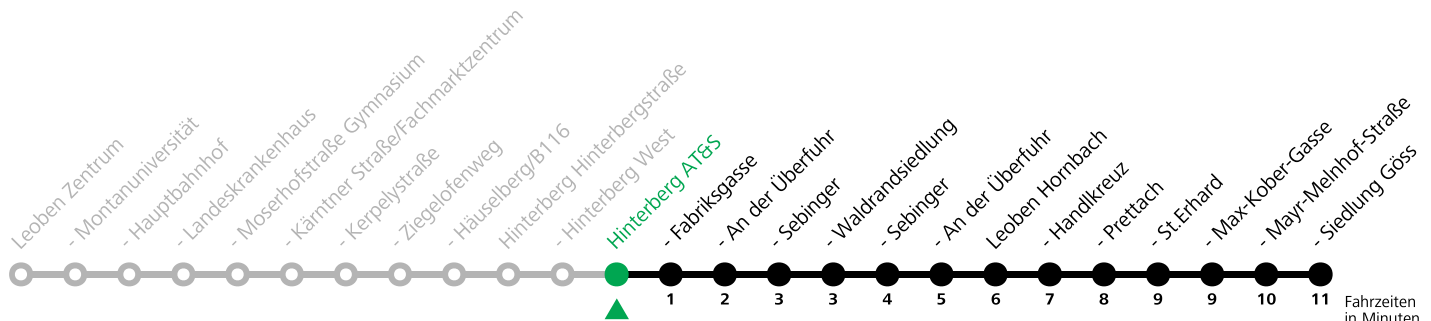 Leoben Zentrum
- Montanuniversität
- Hauptbahnhof
- Landeskrankenhaus
- Moserhofstraße Gymnasium
- Kärntner Straße/Fachmarktzentrum
- Kerpelystraße
- Ziegelofenweg
- Häuselberg/B116
Hinterberg Hinterbergstraße
- Hinterberg West
Hinterberg AT&S
- Fabriksgasse
- An der Überfuhr
- Sebinger
- Waldrandsiedlung
- Sebinger
- An der Überfuhr
Leoben Hornbach
- Handlkreuz
- Prettach
- St.Erhard
- Max-Kober-Gasse
- Mayr-Melnhof-Straße
- Siedlung Göss
1 2 3 3 4 5 6 7 8 9 9 10 11
Fahrzeiten
in Minuten